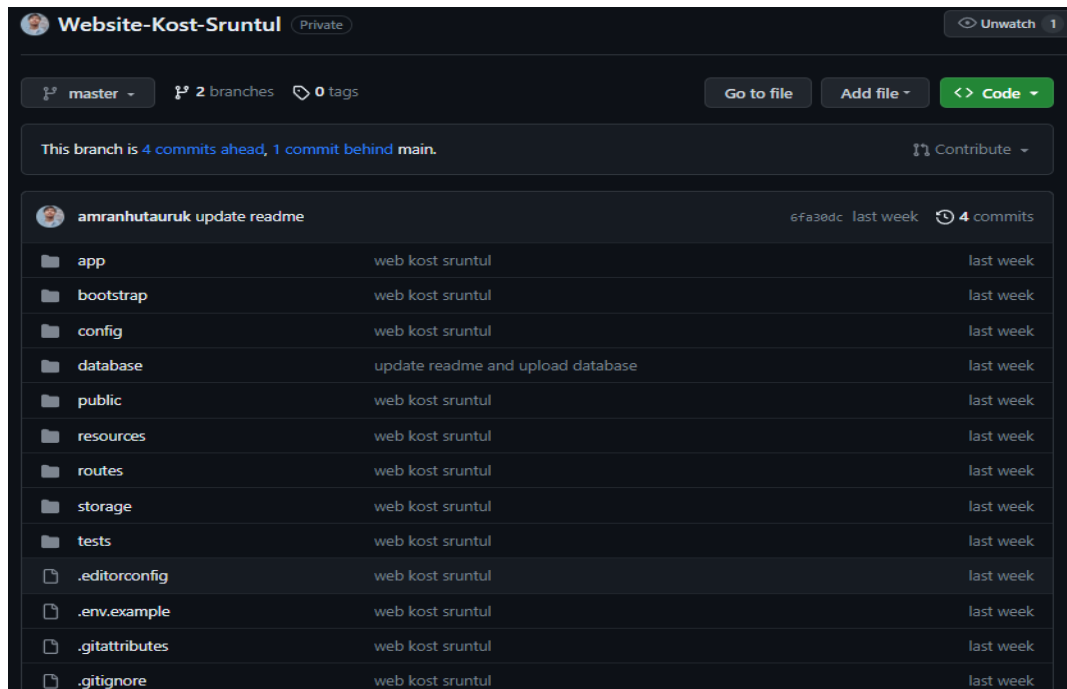 Website-Kost-Sruntul Private Unwatch 1
master 2 branches 0 tags Go to file Add file <> Code
This branch is 4 commits ahead, 1 commit behind main. Contribute
amranhutauruk update readme 6fa30dc last week 4 commits
app web kost sruntul last week
bootstrap web kost sruntul last week
config web kost sruntul last week
database update readme and upload database last week
public web kost sruntul last week
resources web kost sruntul last week
routes web kost sruntul last week
storage web kost sruntul last week
tests web kost sruntul last week
.editorconfig web kost sruntul last week
.env.example web kost sruntul last week
.gitattributes web kost sruntul last week
.gitignore web kost sruntul last week